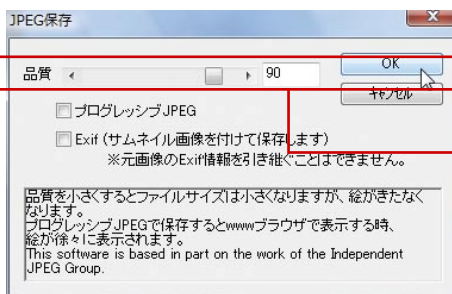 JPEG保存
品質
90
OK
キャンセル
プログレッシブJPEG
Exif (サムネイル画像を付けて保存します)
※元画像のExif情報を引き継ぐことはできません。
品質を小さくするとファイルサイズは小さくなりますが、絵がきたなく
なります。
プログレッシブJPEGで保存するとwwwブラウザで表示する時、
絵が徐々に表示されます。
This software is based in part on the work of the Independent
JPEG Group.